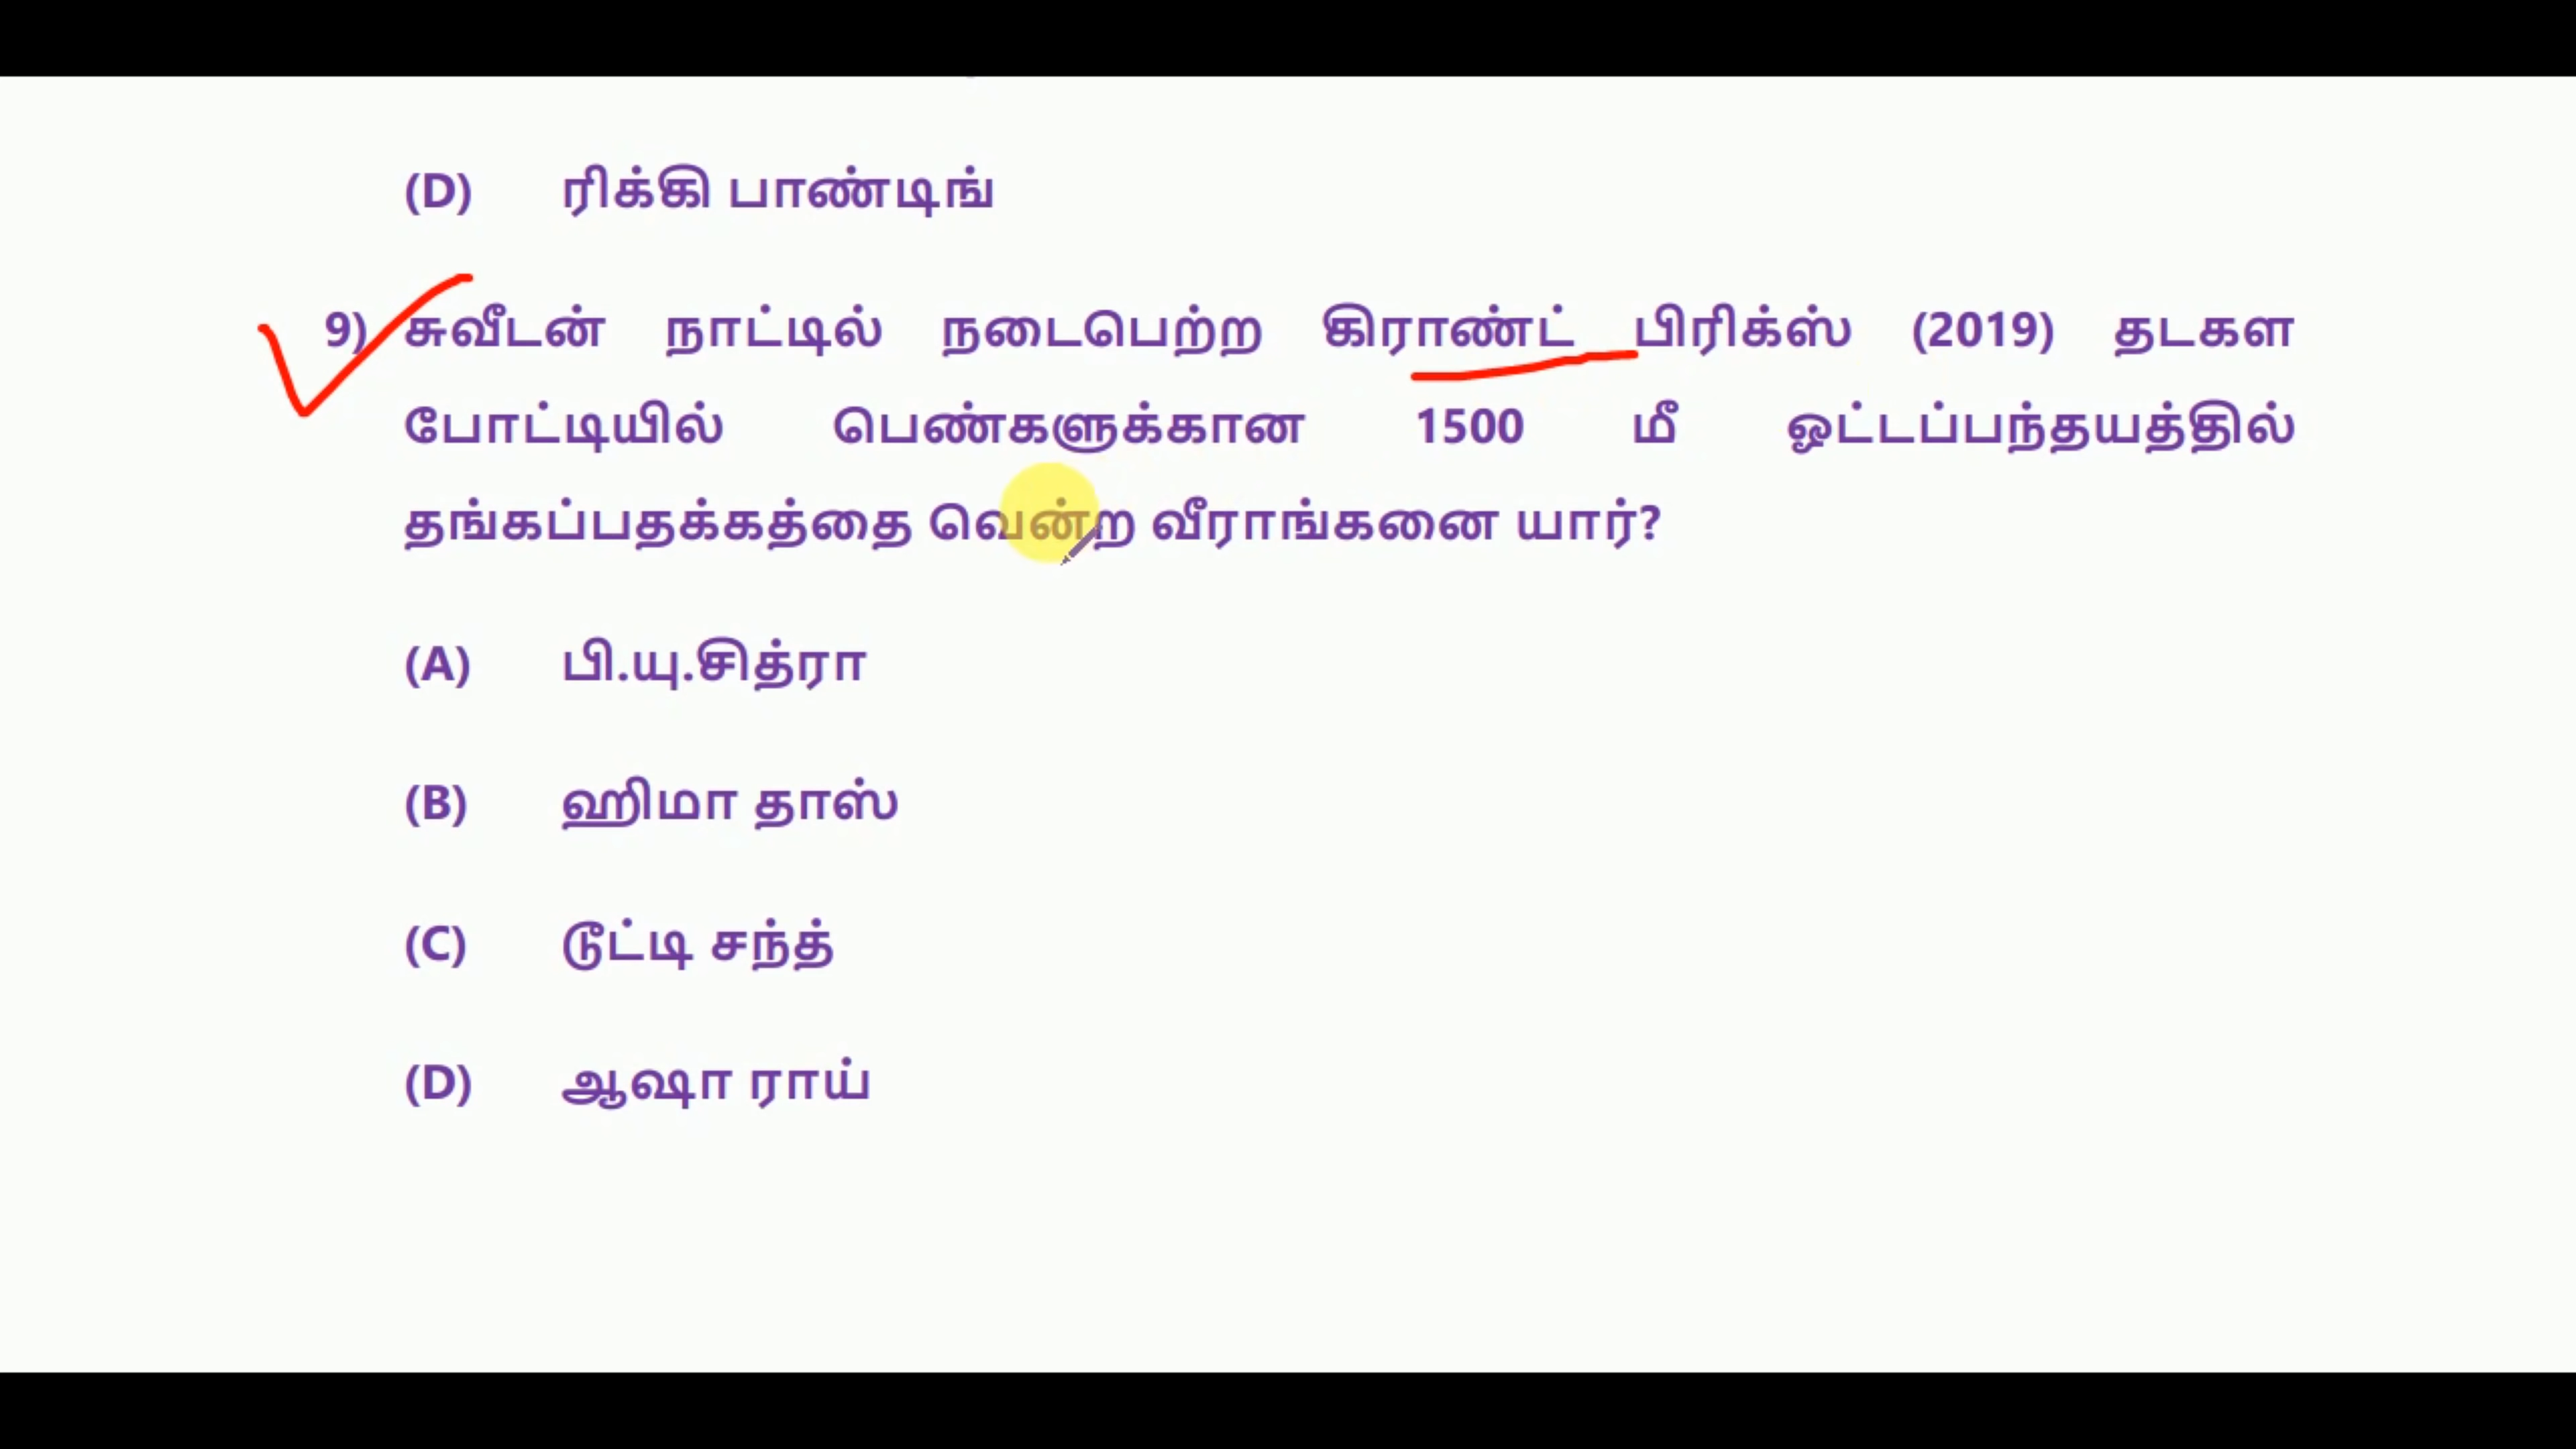 (D) ரிக்கி பாண்டிங்
9) சுவீடன் நாட்டில் நடைபெற்ற கிராண்ட் பிரிக்ஸ் (2019) தடகள
போட்டியில் பெண்களுக்கான 1500 மீ ஓட்டப்பந்தயத்தில்
தங்கப்பதக்கத்தை வென்ற வீராங்கனை யார்?
(A) பி.யு.சித்ரா
(B) ஹிமா தாஸ்
(C) டூட்டி சந்த்
(D) ஆஷா ராய்